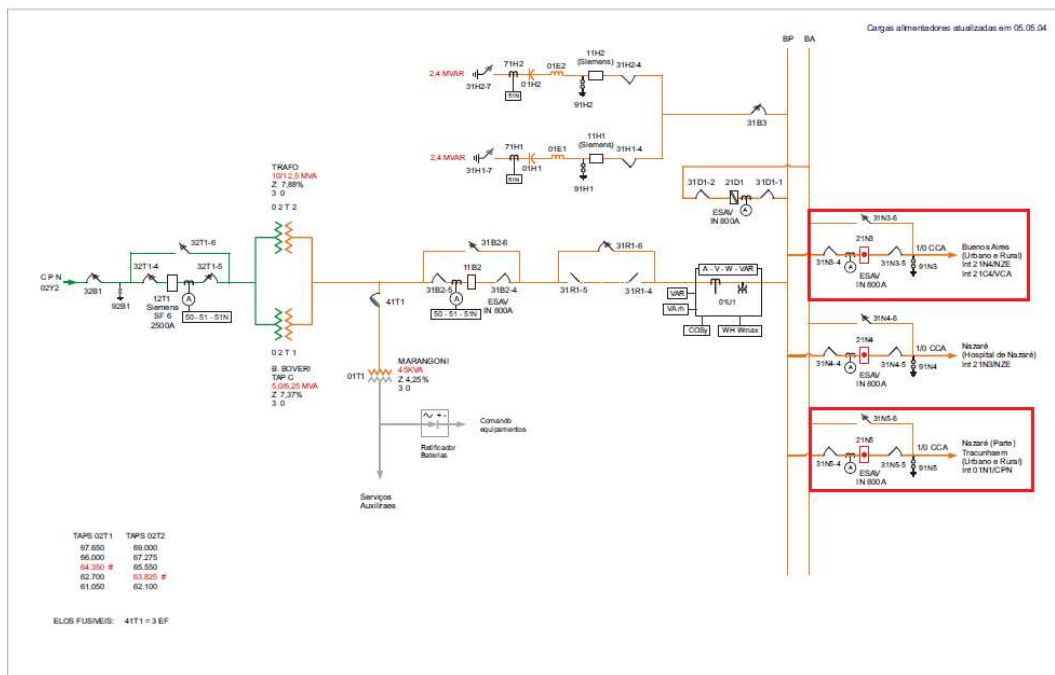 Cargas alimentadores atualizadas em 05.05.04
BP BA
11H2
(Siemens)
71H2
01E2
31H2-4
2,4 MVAR
31H2-7
01H2
51N
91H2
31B3
11H1
(Siemens)
71H1
01E1
31H1-4
2,4 MVAR
31H1-7
01H1
51N
91H1
31D1-2
21D1
31D1-1
A
ESAV
IN 800A
TRAFO
10/12,5 MVA
Z 7,88%
3 0
02T2
C P N
02Y2
32B1
92B1
32T1-6
32T1-4
32T1-5
12T1
Siemens
SF 6
2500A
A
50 - 51 - 51N
02T1
B. BOVERI
TAP C
5,0/6,25 MVA
Z 7,37%
3 0
41T1
31B2-6
11B2
31B2-5
31B2-4
A
ESAV
IN 800A
50 - 51 - 51N
31R1-6
31R1-5
31R1-4
A - V - W - VAR
01U1
VAR
VAr h
COSy
WH Wmax
01T1
MARANGONI
45KVA
Z 4,25%
3 0
Comando
equipamentos
Retificador
Baterias
Serviços
Auxiliraes
31N3-6
21N3
1/0 CCA
31N3-4
A
31N3-5
91N3
ESAV
IN 800A
Buenos Aires
(Urbano e Rural)
Int 21N4/NZE
Int 21C4/VCA
31N4-6
21N4
1/0 CCA
31N4-4
A
31N4-5
91N4
ESAV
IN 800A
Nazaré
(Hospital de Nazaré)
Int 21N3/NZE
31N5-6
21N5
1/0 CCA
31N5-4
A
31N5-5
91N5
ESAV
IN 800A
Nazaré (Parte)
Tracunhaem
(Urbano e Rural)
Int 01N1/CPN
TAPS 02T1 TAPS 02T2
67.650 69.000
66.000 67.275
64.350 # 65.550
62.700 63.825 #
61.050 62.100
ELOS FUSIVEIS: 41T1 = 3 EF